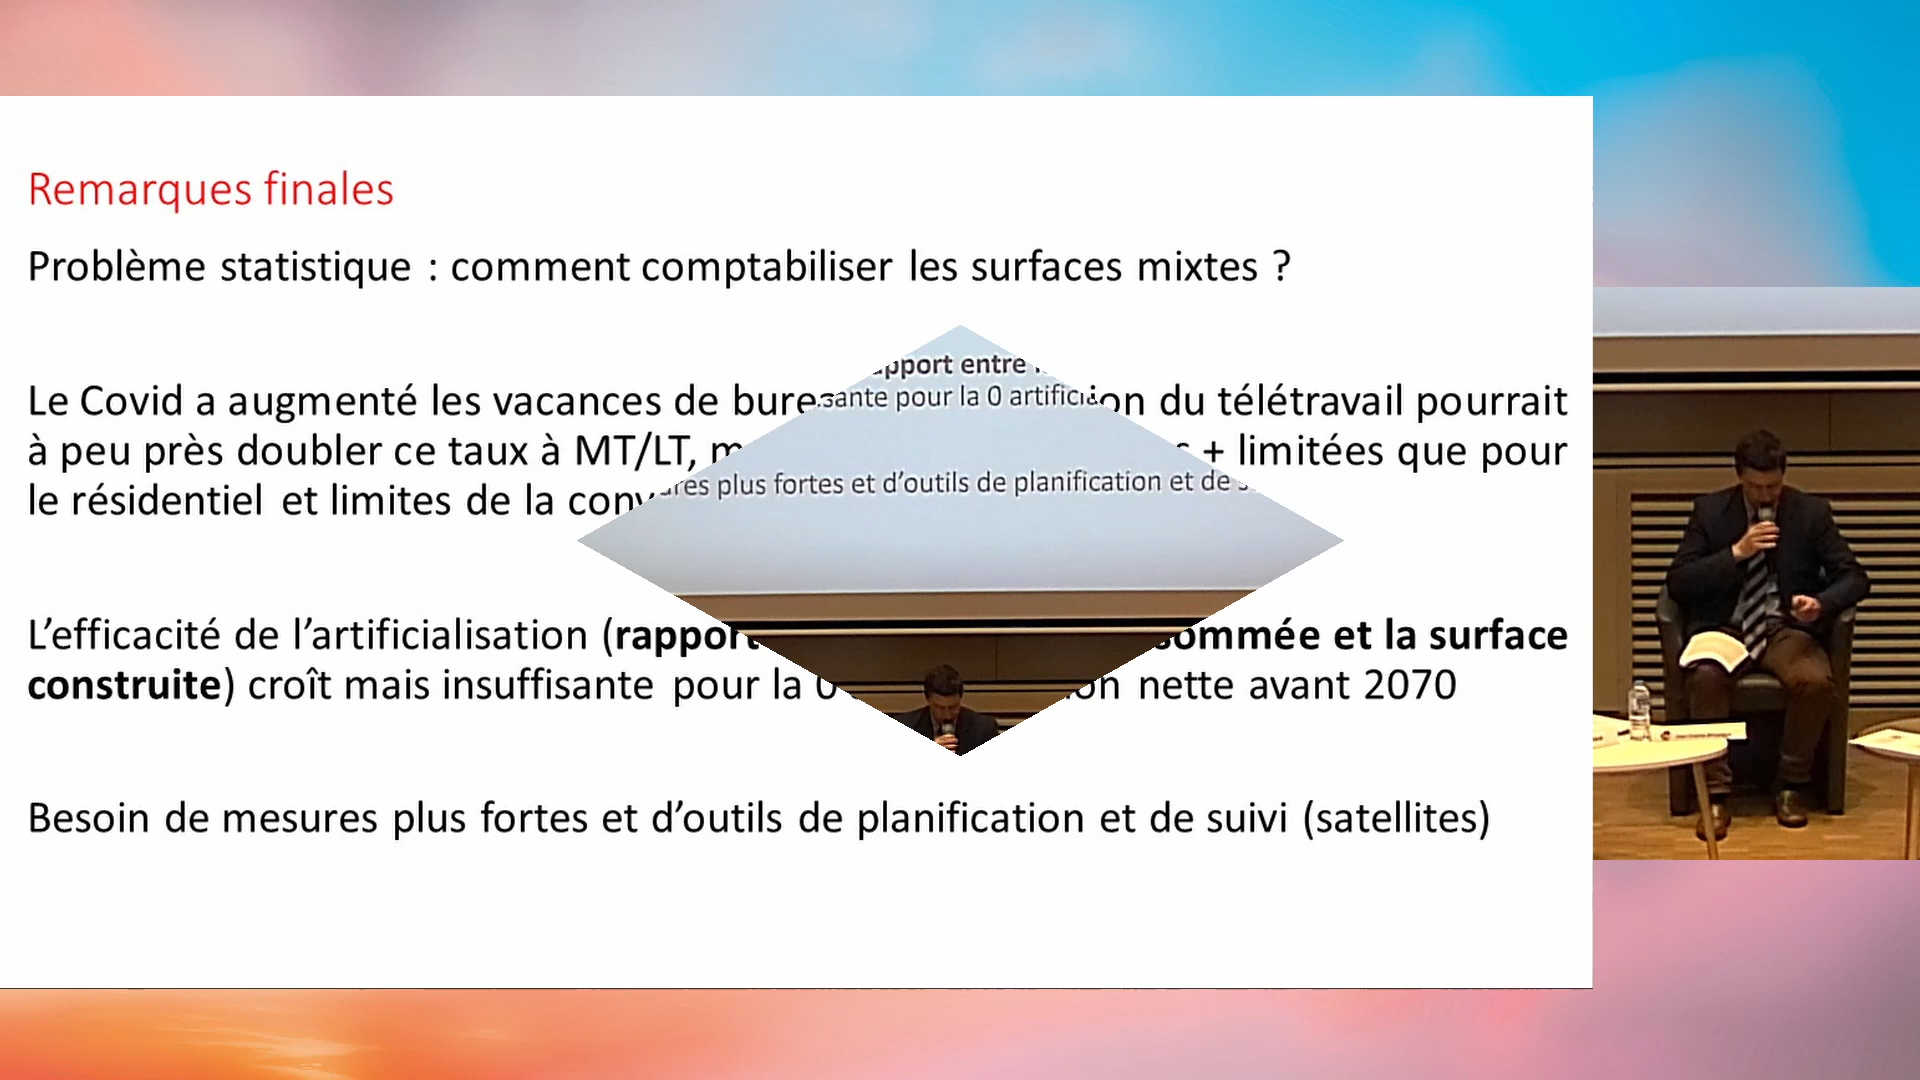 Remarques finales
Problème statistique : comment comptabiliser les surfaces mixtes ?
pport entre
Le Covid a augmenté les vacances de bure sante pour la 0 artifici on du télétravail pourrait
à peu près doubler ce taux à MT/LT, + limitées que pour
le résidentiel et limites de la conv res plus fortes et d’outils de planification et de
L’efficacité de l’artificialisation (rappor sommée et la surface
construite) croît mais insuffisante pour la 0 on nette avant 2070
Besoin de mesures plus fortes et d’outils de planification et de suivi (satellites)